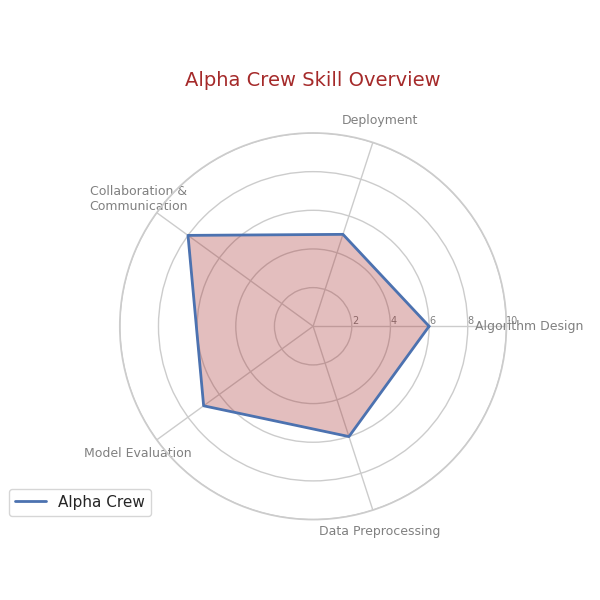 Alpha Crew Skill Overview
Deployment
Collaboration &
Communication
2
4
6
8
10
Algorithm Design
Model Evaluation
Alpha Crew
Data Preprocessing